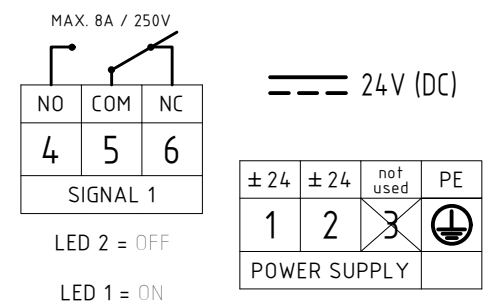 MAX. 8A / 250V
NO COM NC
4 5 6
SIGNAL 1
LED 2 = OFF
LED 1 = ON
24V (DC)
± 24 ± 24 not used PE
1 2 3
POWER SUPPLY